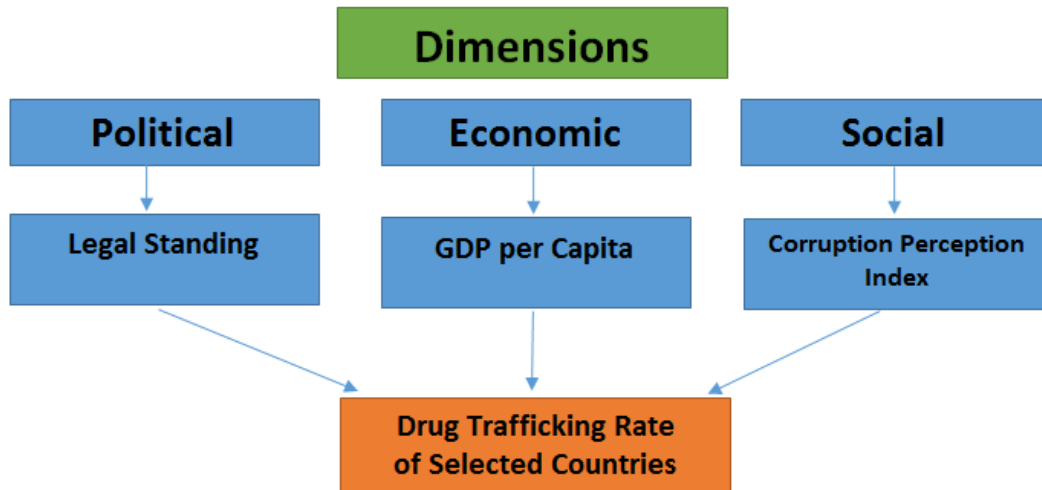 Dimensions
Political
Economic
Social
Legal Standing
GDP per Capita
Corruption Perception
Index
Drug Trafficking Rate
of Selected Countries